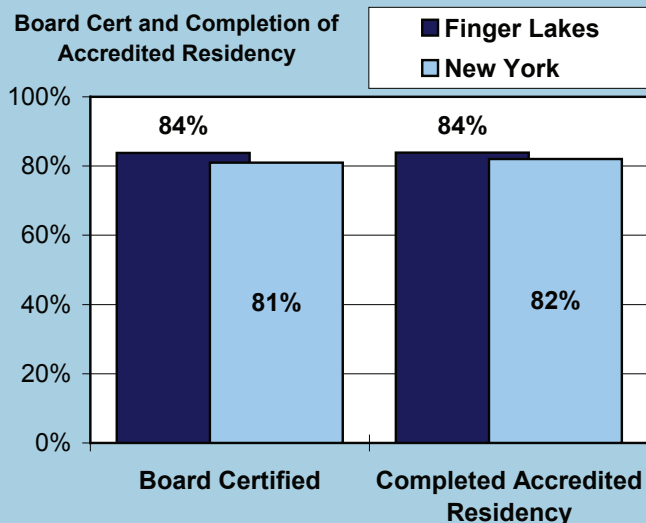 Board Cert and Completion of
Accredited Residency
Finger Lakes
New York
100%
80%
60%
40%
20%
0%
84%
81%
84%
82%
Board Certified
Completed Accredited
Residency